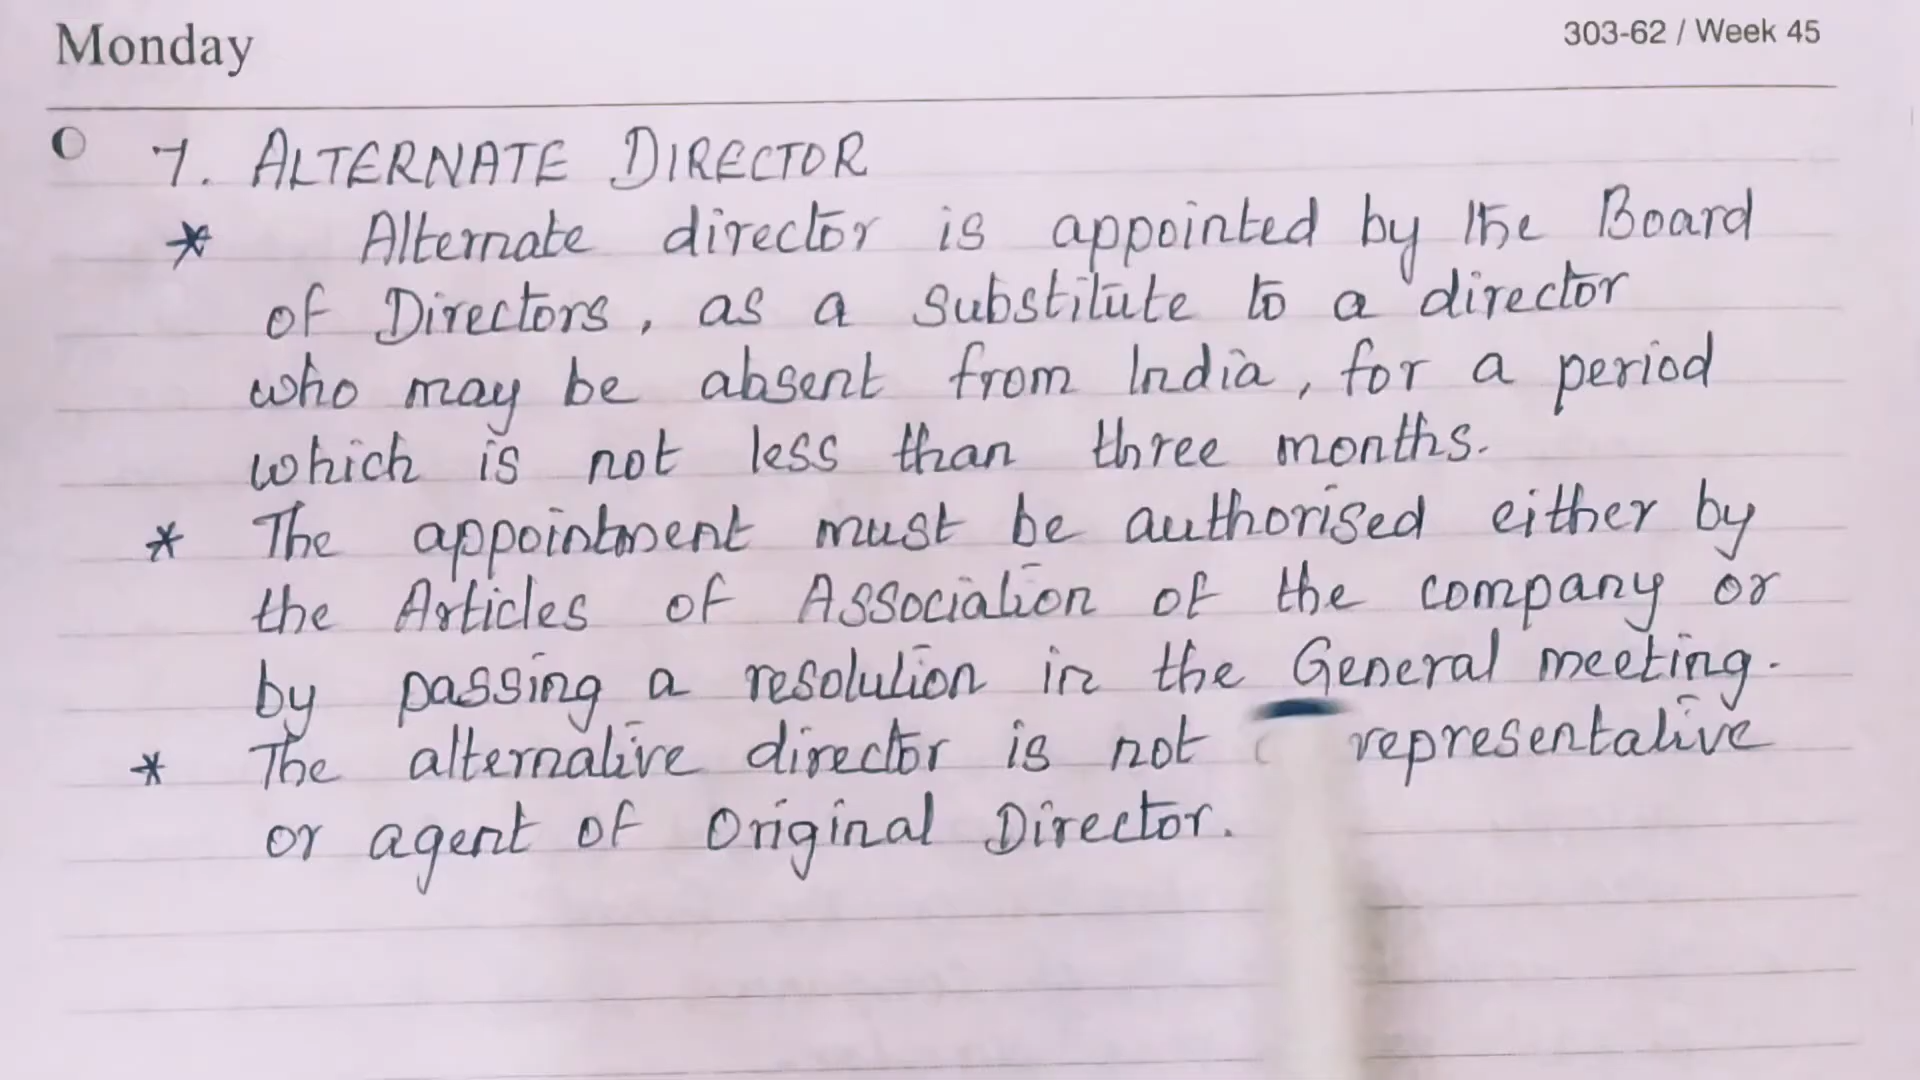 Monday
303-62 / Week 45
7. ALTERNATE DIRECTOR
* Alternate director is appointed by the Board
of Directors, as a substitute to a director
who may be absent from India, for a period
which is not less than three months.
* The appointment must be authorised either by
the Articles of Association of the company or
by passing a resolution in the General meeting.
* The alternative director is not representative
or agent of Original Director.